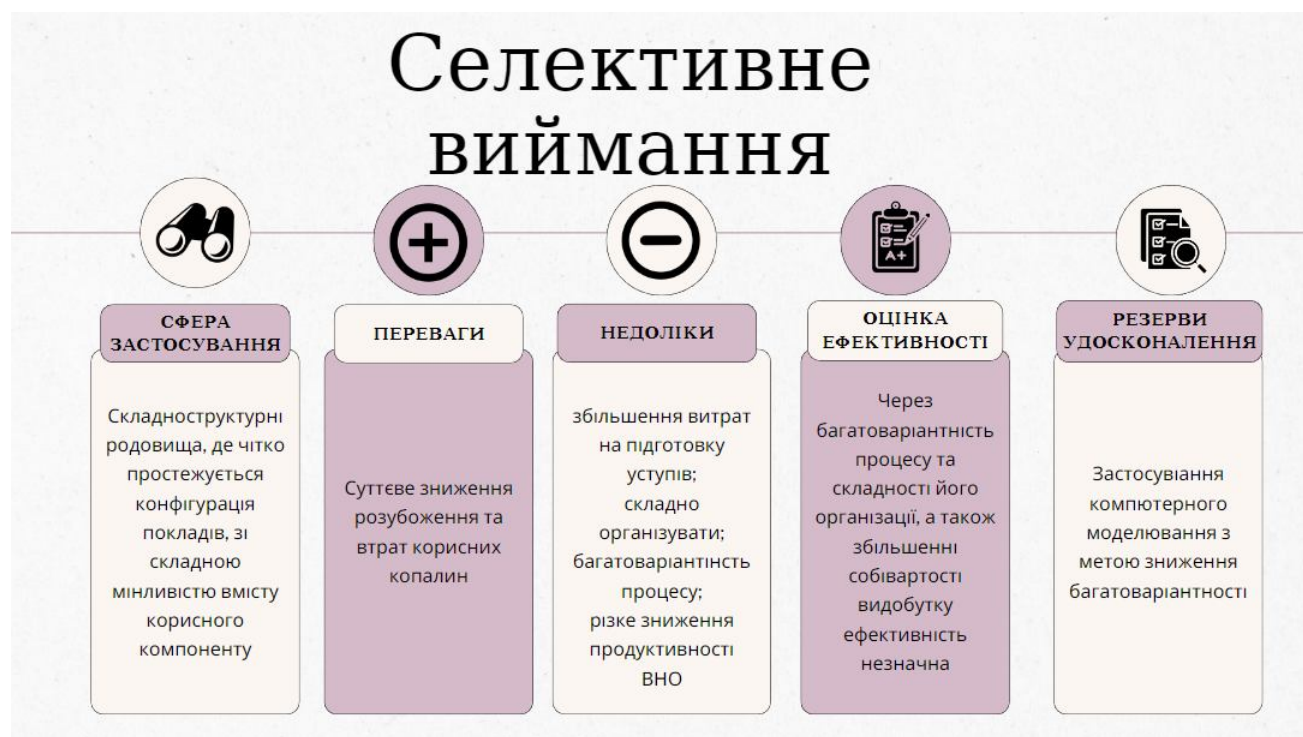 Селективне
виймання
СФЕРА
ЗАСТОСУВАННЯ
Складноструктурні
родовища, де чітко
простежується
конфігурація
покладів, зі
складною
мінливістю вмісту
корисного
компоненту
ПЕРЕВАГИ
Суттєве зниження
розубоження та
втрат корисних
копалин
НЕДОЛІКИ
збільшення витрат
на підготовку
уступів;
складно
організувати;
багатоваріантінсть
процесу;
різке зниження
продуктивності
ВНО
A+
ОЦІНКА
ЕФЕКТИВНОСТІ
Через
багатоваріантність
процесу та
складності його
організації, а також
збільшенні
собівартості
видобутку
ефективність
незначна
РЕЗЕРВИ
УДОСКОНАЛЕННЯ
Застосувіання
компютерного
моделювання з
метою зниження
багатоваріантності